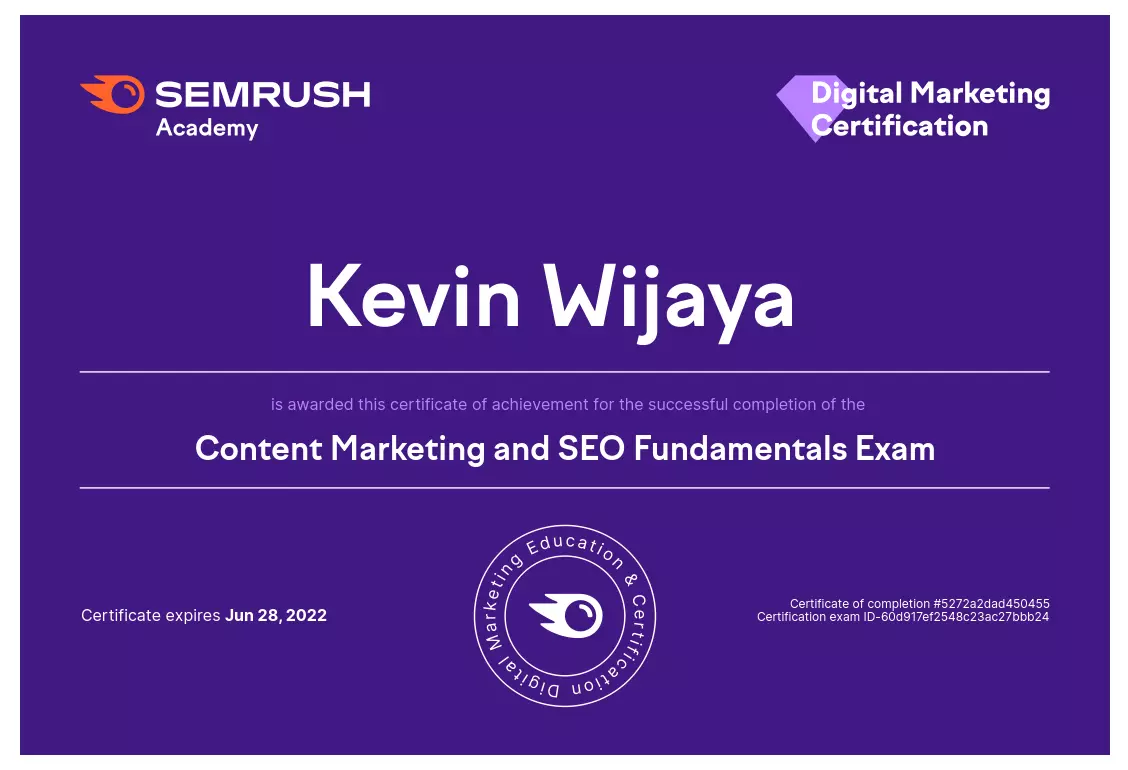 SEMRUSH
Academy
Digital Marketing
Certification
Kevin Wijaya
is awarded this certificate of achievement for the successful completion of the
Content Marketing and SEO Fundamentals Exam
Certificate expires Jun 28, 2022
Digital Marketing Education & Certification
Certificate of completion #5272a2dad450455
Certification exam ID-60d917ef2548c23ac27bbb24